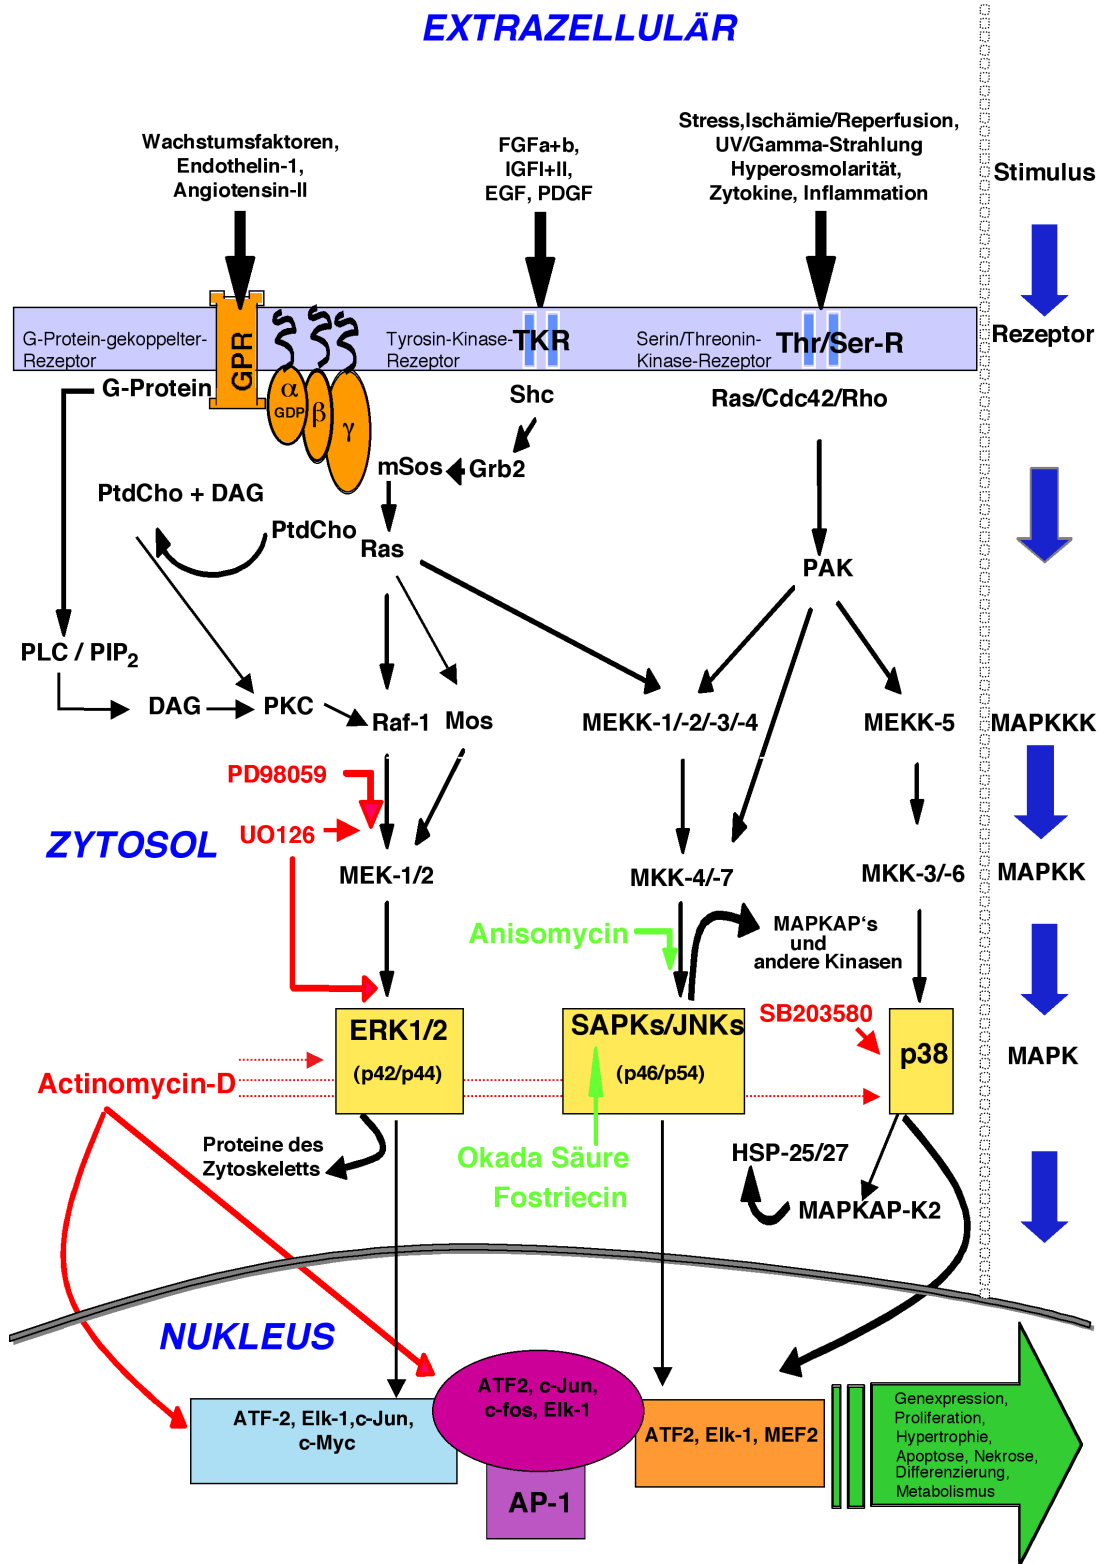 EXTRAZELLULÄR
Wachstumsfaktoren,
Endothelin-1,
Angiotensin-II
FGFa+b,
IGFI+II,
EGF, PDGF
Stress,Ischämie/Reperfusion,
UV/Gamma-Strahlung
Hyperosmolarität,
Zytokine, Inflammation
Stimulus
G-Protein-gekoppelter-
Rezeptor
GPR
Tyrosin-Kinase-
Rezeptor
TKR
Serin/Threonin-
Kinase-Rezeptor
Thr/Ser-R
Rezeptor
G-Protein
α
GDP
β
γ
Shc
Ras/Cdc42/Rho
mSos
Grb2
PtdCho + DAG
PtdCho
Ras
PAK
PLC / PIP2
DAG
PKC
Raf-1
Mos
MEKK-1/-2/-3/-4
MEKK-5
MAPKKK
PD98059
UO126
ZYTOSOL
MEK-1/2
MKK-4/-7
MKK-3/-6
MAPKK
Anisomycin
MAPKAP‘s
und
andere Kinasen
SB203580
ERK1/2
(p42/p44)
SAPKs/JNKs
(p46/p54)
p38
MAPK
Actinomycin-D
Proteine des
Zytoskeletts
Okada Säure
Fostriecin
HSP-25/27
MAPKAP-K2
NUKLEUS
ATF-2, Elk-1,c-Jun,
c-Myc
ATF2, c-Jun,
c-fos, Elk-1
AP-1
ATF2, Elk-1, MEF2
Genexpression,
Proliferation,
Hypertrophie,
Apoptose, Nekrose,
Differenzierung,
Metabolismus